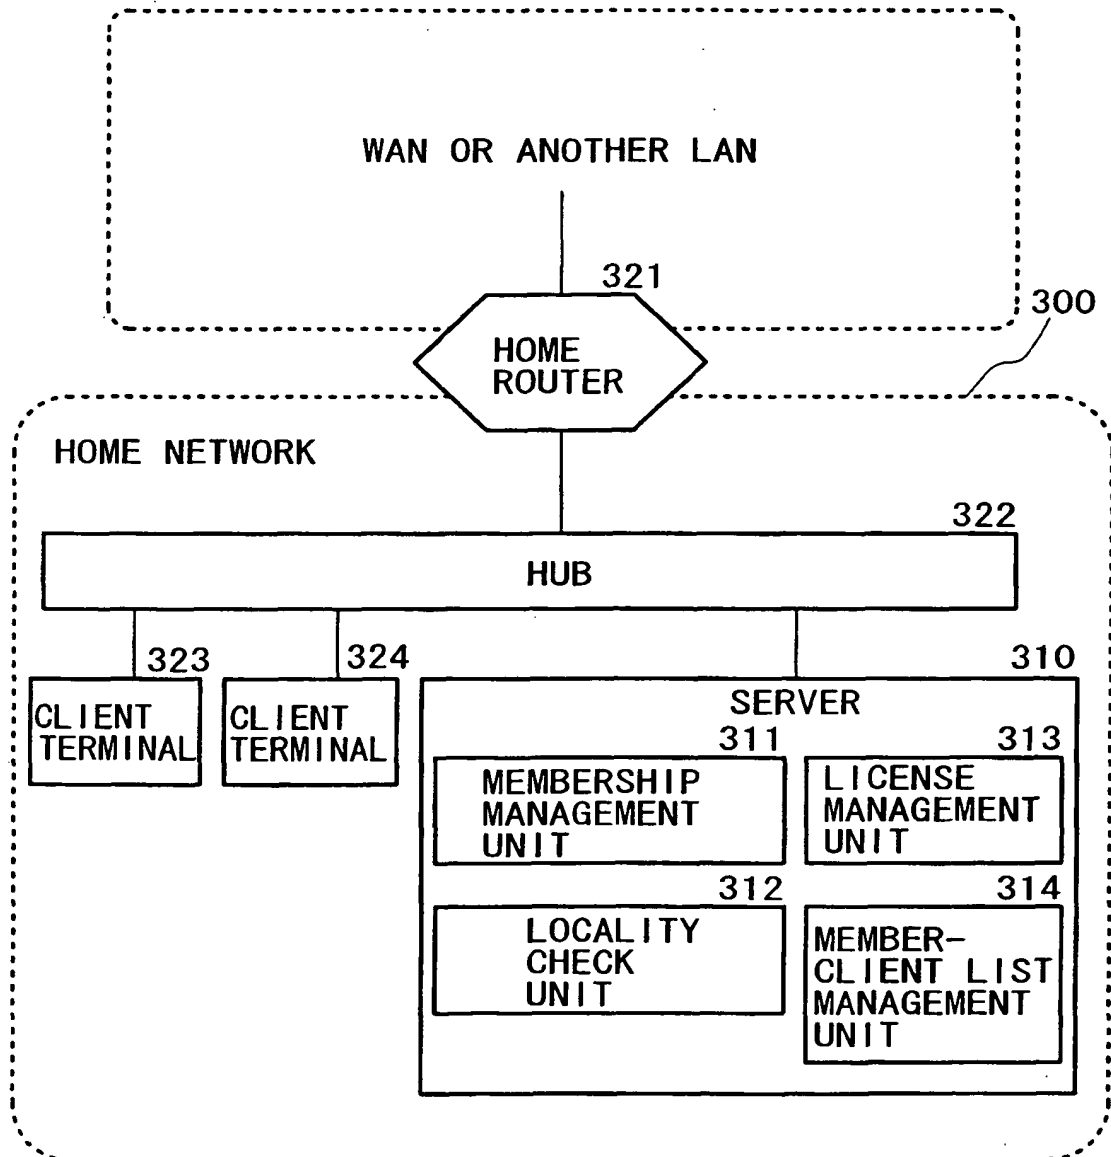 WAN OR ANOTHER LAN
321
300
HOME
ROUTER
HOME NETWORK
322
HUB
323
324
310
CLIENT
TERMINAL
CLIENT
TERMINAL
SERVER
311
313
MEMBERSHIP
MANAGEMENT
UNIT
LICENSE
MANAGEMENT
UNIT
312
314
LOCALITY
CHECK
UNIT
MEMBER-
CLIENT LIST
MANAGEMENT
UNIT